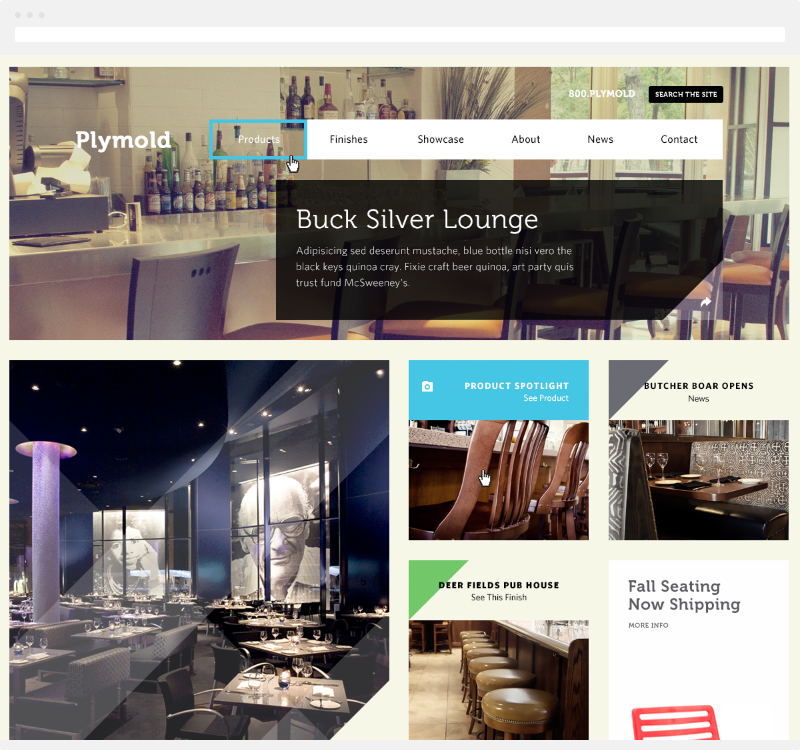 800.PLYMOLD
SEARCH THE SITE
Plymold
Products
Finishes
Showcase
About
News
Contact
Buck Silver Lounge
Adipisicing sed deserunt mustache, blue bottle nisi vero the
black keys quinoa cray. Fixie craft beer quinoa, art party quis
trust fund McSweeney's.
PRODUCT SPOTLIGHT
See Product
BUTCHER BOAR OPENS
News
DEER FIELDS PUB HOUSE
See This Finish
Fall Seating
Now Shipping
MORE INFO